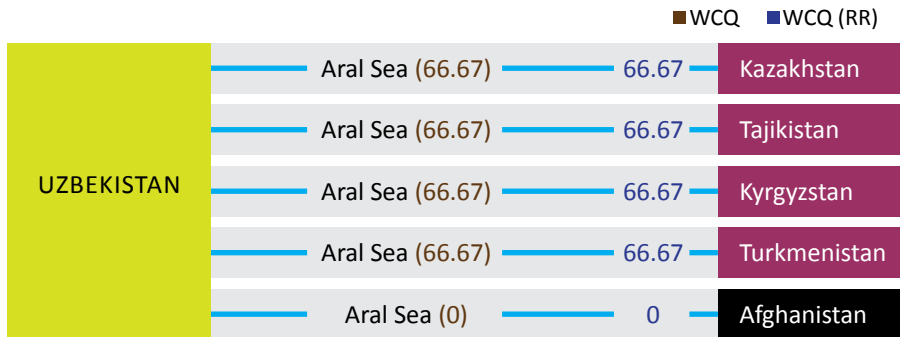 WCQ WCQ (RR)
Aral Sea (66.67) 66.67 Kazakhstan
Aral Sea (66.67) 66.67 Tajikistan
UZBEKISTAN Aral Sea (66.67) 66.67 Kyrgyzstan
Aral Sea (66.67) 66.67 Turkmenistan
Aral Sea (0) 0 Afghanistan